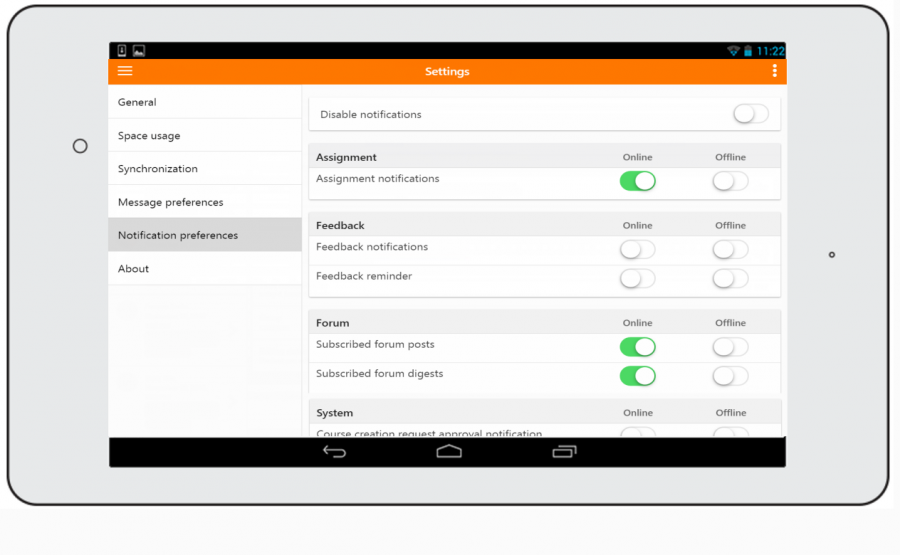 11:22
Settings
General
Space usage
Synchronization
Message preferences
Notification preferences
About
Disable notifications
Assignment Online Offline
Assignment notifications
Feedback Online Offline
Feedback notifications
Feedback reminder
Forum Online Offline
Subscribed forum posts
Subscribed forum digests
System Online Offline
Course creation request approval notification